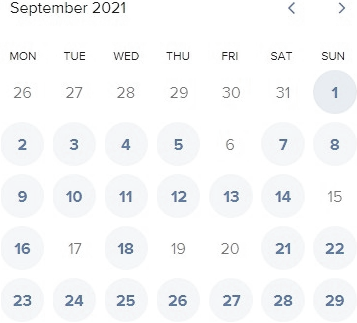 September 2021
MON TUE WED THU FRI SAT SUN
26 27 28 29 30 31 1
2 3 4 5 6 7 8
9 10 11 12 13 14 15
16 17 18 19 20 21 22
23 24 25 26 27 28 29